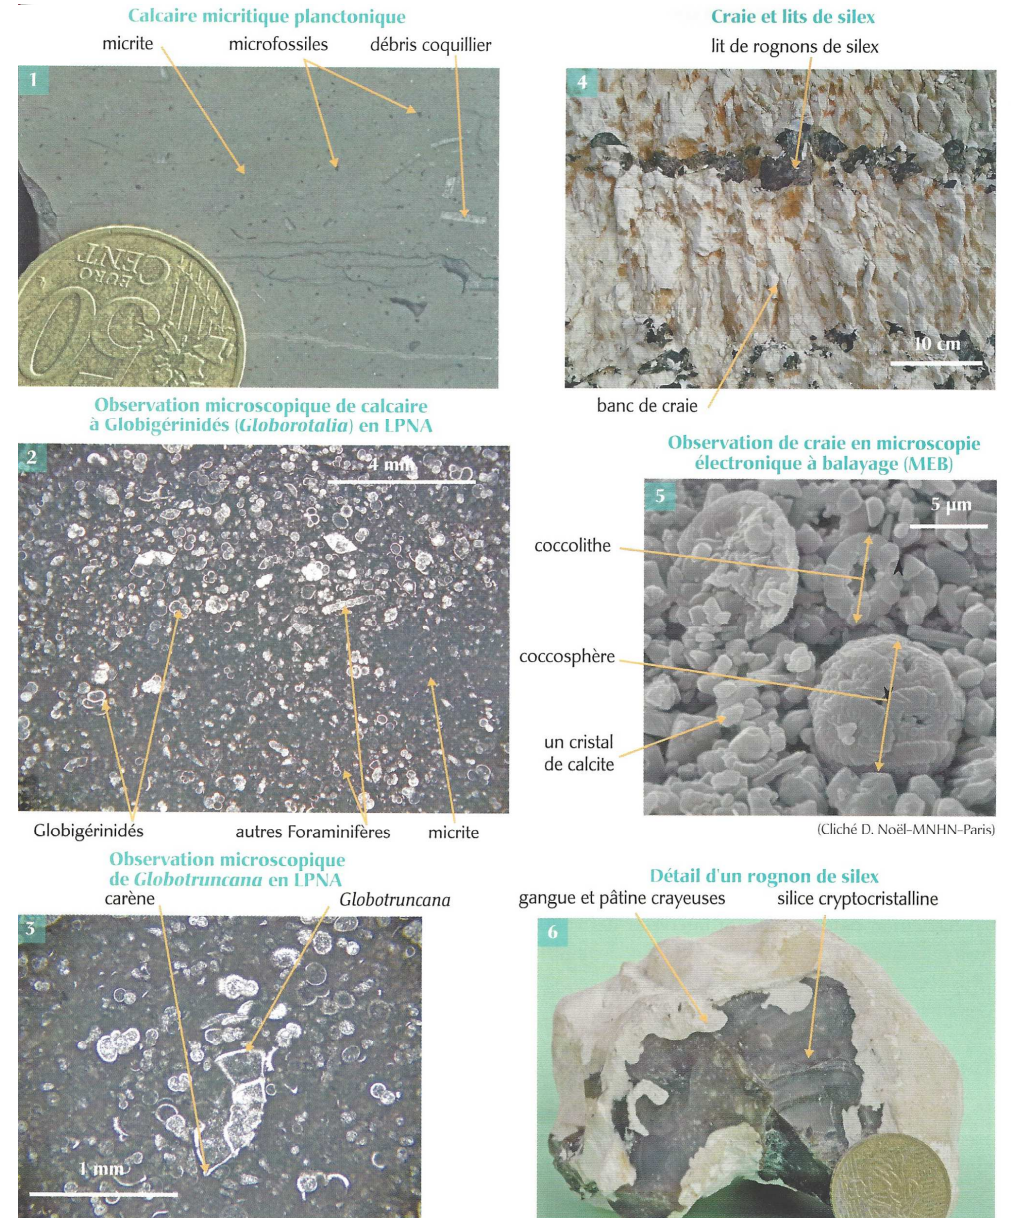 Calcaire micritique planctonique
micrite
microfossiles
débris coquillier
1
EURO
CENT
50
Observation microscopique de calcaire
à Globigérinidés (Globorotalia) en LPNA
2
4 mm
Globigérinidés
autres Foraminifères
micrite
Observation microscopique
de Globotruncana en LPNA
carène
Globotruncana
3
1 mm
Craie et lits de silex
lit de rognons de silex
4
10 cm
banc de craie
Observation de craie en microscopie
électronique à balayage (MEB)
5
5 µm
coccolithe
coccosphère
un cristal
de calcite
(Cliché D. Noël–MNHN–Paris)
Détail d'un rognon de silex
gangue et pâtine crayeuses
silice cryptocristalline
6